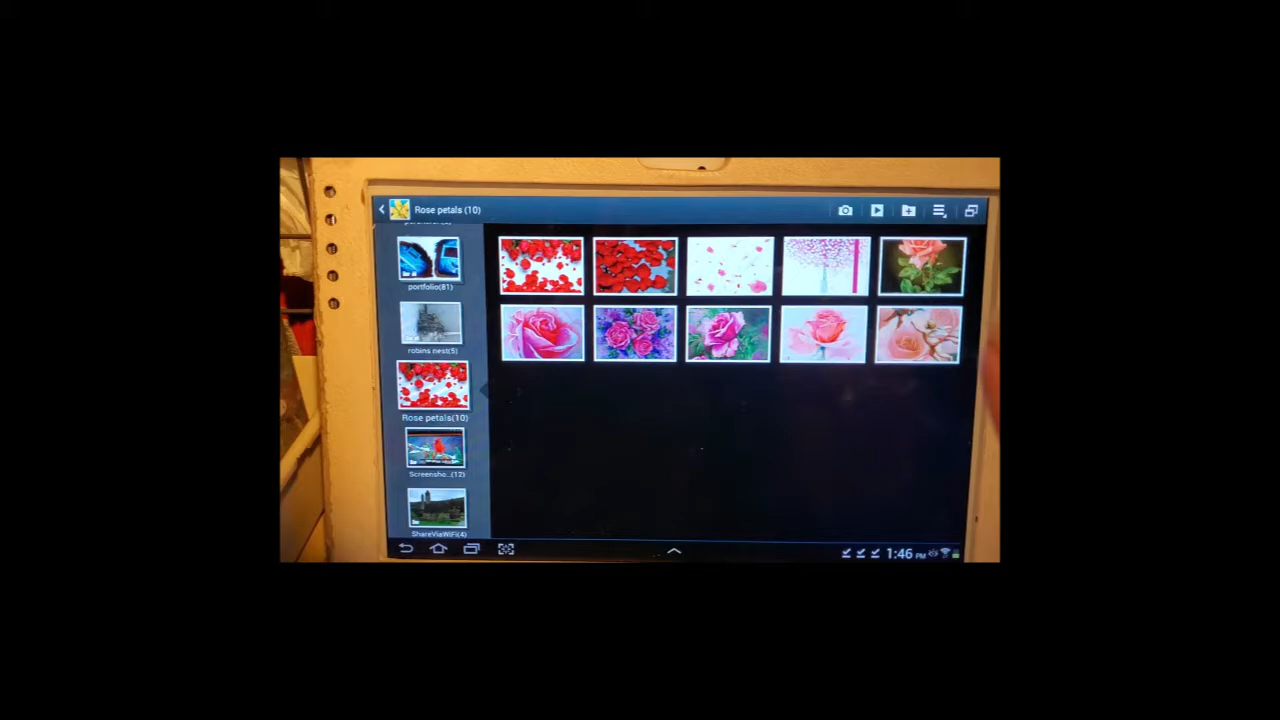 Rose petals (10)
portfolio(81)
robins nest(5)
Rose petals(10)
Screensho...(12)
ShareViaWiFi(4)
1:46 PM